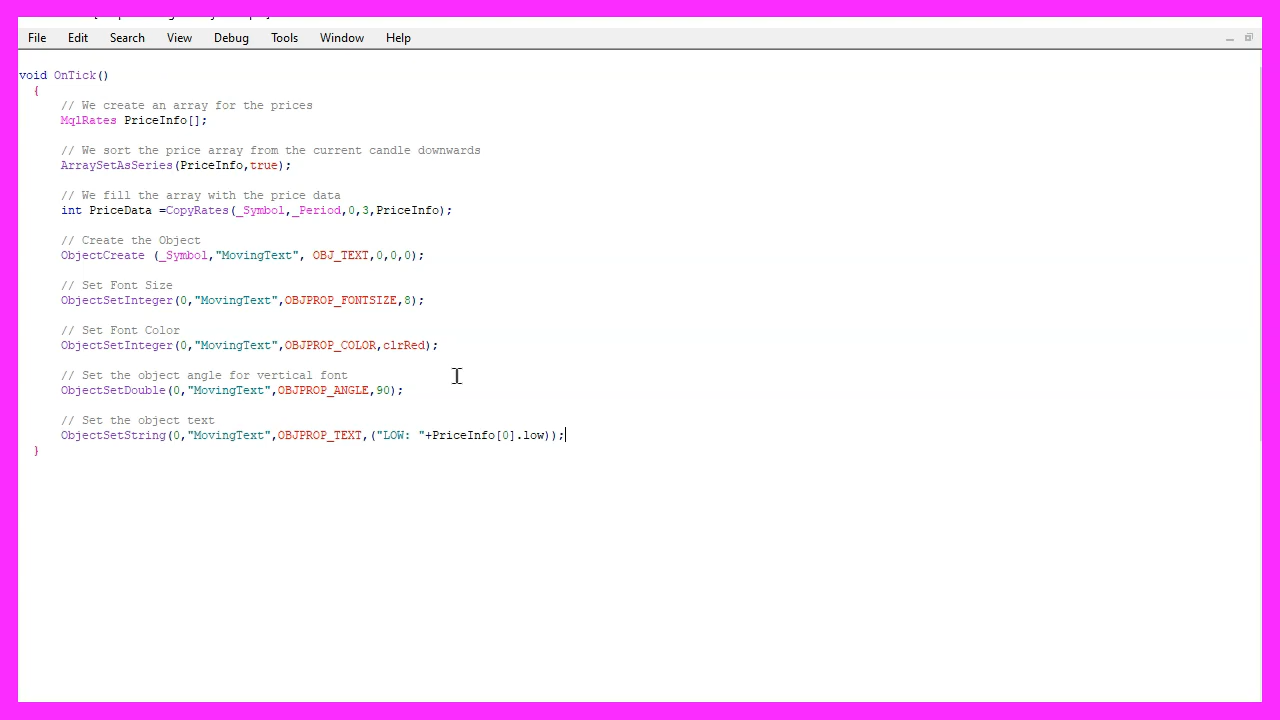 File Edit Search View Debug Tools Window Help
void OnTick()
{
// We create an array for the prices
MqlRates PriceInfo[];
// We sort the price array from the current candle downwards
ArraySetAsSeries(PriceInfo,true);
// We fill the array with the price data
int PriceData =CopyRates(_Symbol,_Period,0,3,PriceInfo);
// Create the Object
ObjectCreate (_Symbol,"MovingText", OBJ_TEXT,0,0,0);
// Set Font Size
ObjectSetInteger(0,"MovingText",OBJPROP_FONTSIZE,8);
// Set Font Color
ObjectSetInteger(0,"MovingText",OBJPROP_COLOR,clrRed);
// Set the object angle for vertical font
ObjectSetDouble(0,"MovingText",OBJPROP_ANGLE,90);
// Set the object text
ObjectSetString(0,"MovingText",OBJPROP_TEXT,("LOW: "+PriceInfo[0].low));
}